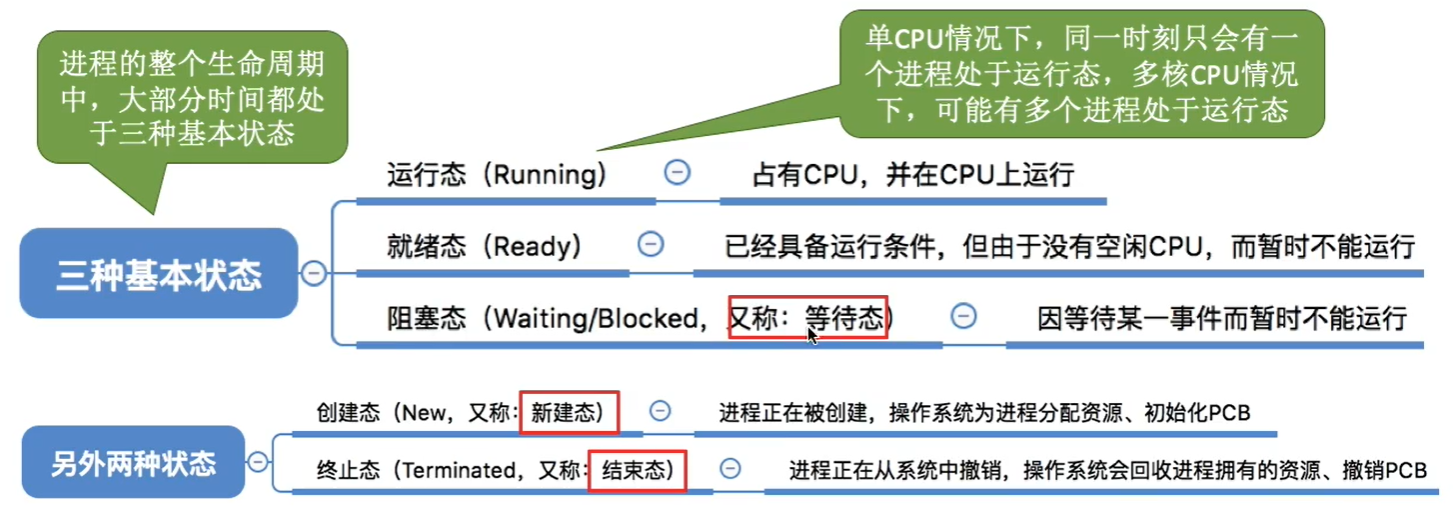 进程的整个生命周期
中，大部分时间都处
于三种基本状态
单CPU情况下，同一时刻只会有一
个进程处于运行态，多核CPU情况
下，可能有多个进程处于运行态
三种基本状态
运行态（Running）
占有CPU，并在CPU上运行
就绪态（Ready）
已经具备运行条件，但由于没有空闲CPU，而暂时不能运行
阻塞态（Waiting/Blocked，又称：等待态）
因等待某一事件而暂时不能运行
另外两种状态
创建态（New，又称：新建态）
进程正在被创建，操作系统为进程分配资源、初始化PCB
终止态（Terminated，又称：结束态）
进程正在从系统中撤销，操作系统会回收进程拥有的资源、撤销PCB